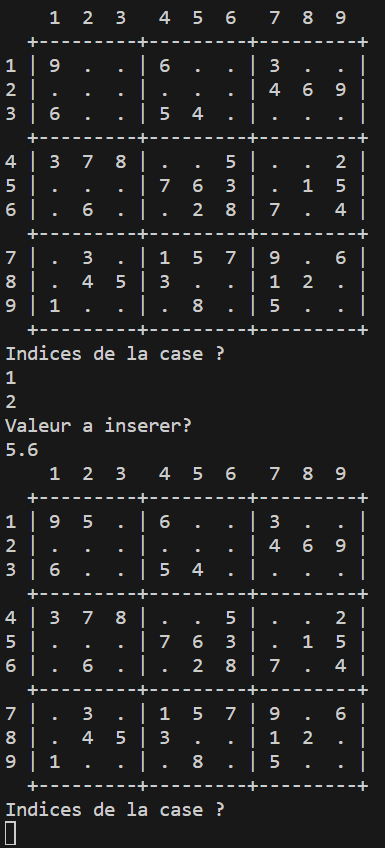 1  2  3   4  5  6   7  8  9
  +---------+---------+---------+
1 | 9  .  . | 6  .  . | 3  .  . |
2 | .  .  . | .  .  . | 4  6  9 |
3 | 6  .  . | 5  4  . | .  .  . |
  +---------+---------+---------+
4 | 3  7  8 | .  .  5 | .  .  2 |
5 | .  .  . | 7  6  3 | .  1  5 |
6 | .  6  . | .  2  8 | 7  .  4 |
  +---------+---------+---------+
7 | .  3  . | 1  5  7 | 9  .  6 |
8 | .  4  5 | 3  .  . | 1  2  . |
9 | 1  .  . | .  8  . | 5  .  . |
  +---------+---------+---------+
Indices de la case ?
1
2
Valeur a inserer?
5.6
    1  2  3   4  5  6   7  8  9
  +---------+---------+---------+
1 | 9  5  . | 6  .  . | 3  .  . |
2 | .  .  . | .  .  . | 4  6  9 |
3 | 6  .  . | 5  4  . | .  .  . |
  +---------+---------+---------+
4 | 3  7  8 | .  .  5 | .  .  2 |
5 | .  .  . | 7  6  3 | .  1  5 |
6 | .  6  . | .  2  8 | 7  .  4 |
  +---------+---------+---------+
7 | .  3  . | 1  5  7 | 9  .  6 |
8 | .  4  5 | 3  .  . | 1  2  . |
9 | 1  .  . | .  8  . | 5  .  . |
  +---------+---------+---------+
Indices de la case ?